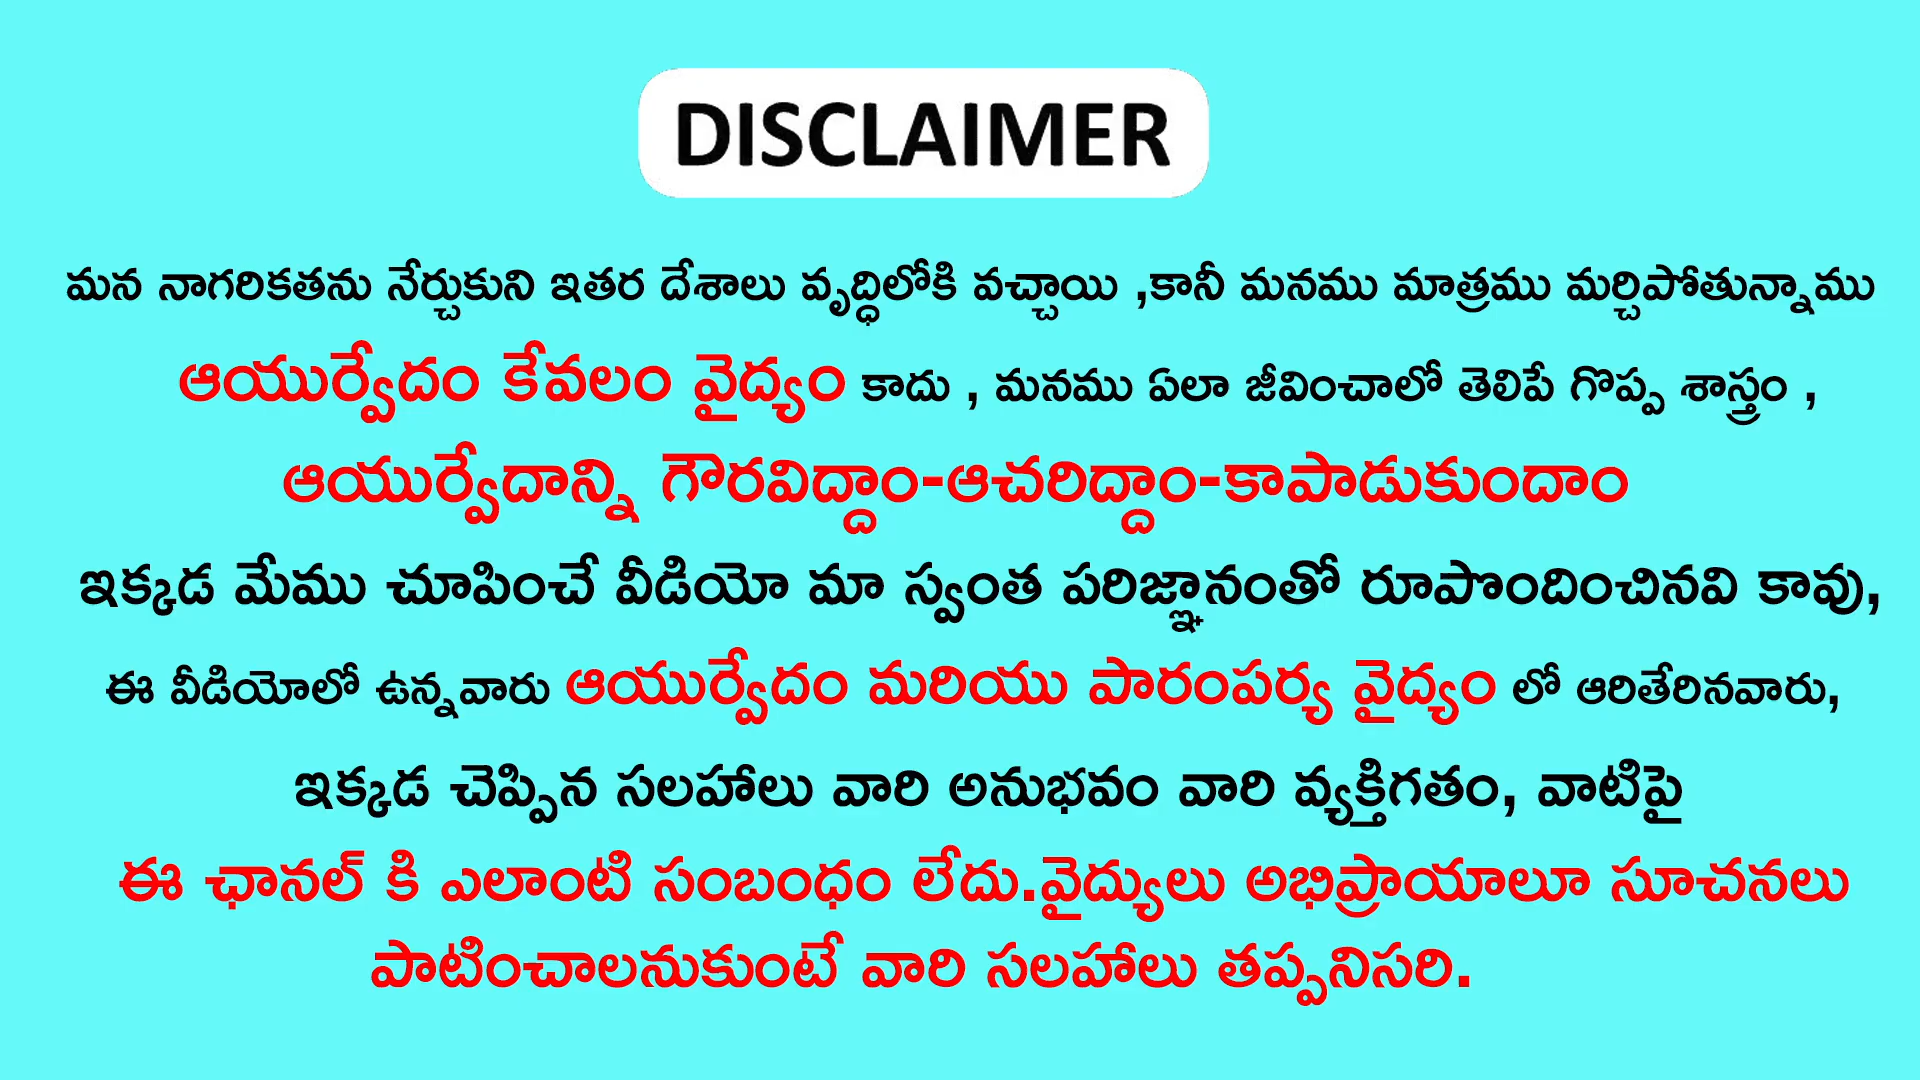 DISCLAIMER
మన నాగరికతను నేర్చుకుని ఇతర దేశాలు వృద్ధిలోకి వచ్చాయి ,కానీ మనము మాత్రము మర్చిపోతున్నాము
ఆయుర్వేదం కేవలం వైద్యం కాదు , మనము ఏలా జీవించాలో తెలిపే గొప్ప శాస్త్రం ,
ఆయుర్వేదాన్ని గౌరవిద్దాం-ఆచరిద్దాం-కాపాడుకుందాం
ఇక్కడ మేము చూపించే వీడియో మా స్వంత పరిజ్ఞానంతో రూపొందించినవి కావు,
ఈ వీడియోలో ఉన్నవారు ఆయుర్వేదం మరియు పారంపర్య వైద్యం లో ఆరితేరినవారు,
ఇక్కడ చెప్పిన సలహాలు వారి అనుభవం వారి వ్యక్తిగతం, వాటిపై
ఈ ఛానల్ కి ఎలాంటి సంబంధం లేదు.వైద్యులు అభిప్రాయాలూ సూచనలు
పాటించాలనుకుంటే వారి సలహాలు తప్పనిసరి.